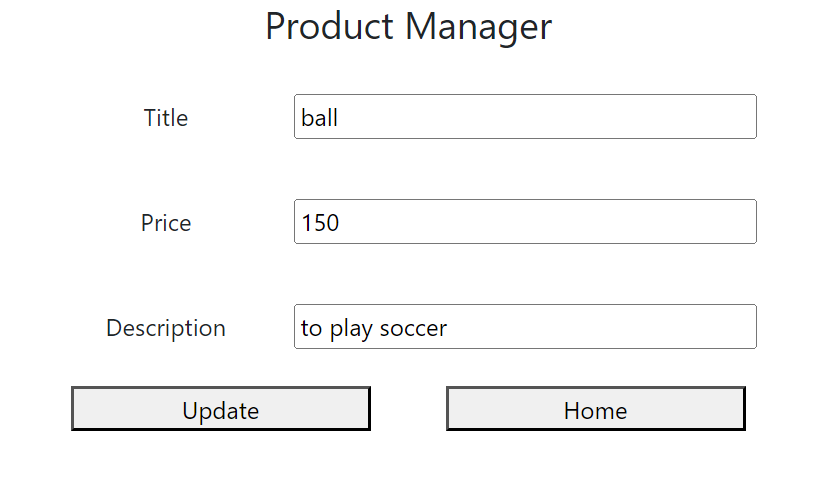 Product Manager
Title
ball
Price
150
Description
to play soccer
Update
Home